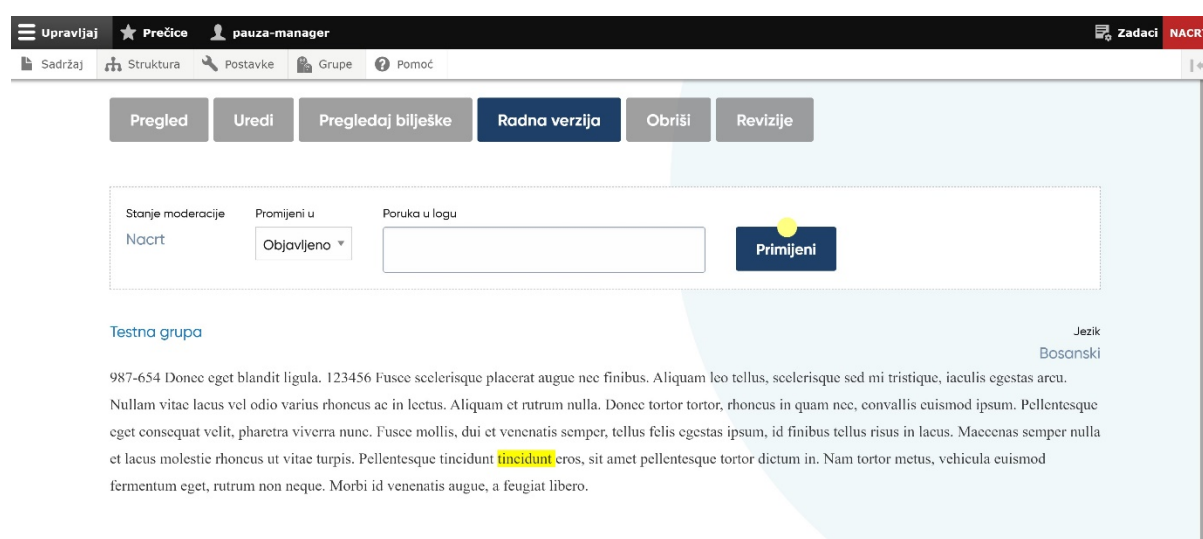 Upravljaj Prečice pauza-manager Zadaci
Sadržaj Struktura Postavke Grupe Pomoć
Pregled Uredi Pregledaj bilješke Radna verzija Obriši Revizije
Stanje moderacije Promijeni u Poruka u logu
Nacrt Objavljeno Primijeni
Testna grupa Jezik
Bosanski
987-654 Donec eget blandit ligula. 123456 Fusce scelerisque placerat augue nec finibus. Aliquam leo tellus, scelerisque sed mi tristique, iaculis egestas arcu.
Nullam vitae lacus vel odio varius rhoncus ac in lectus. Aliquam et rutrum nulla. Donec tortor tortor, rhoncus in quam nec, convallis euismod ipsum. Pellentesque
eget consequat velit, pharetra viverra nunc. Fusce mollis, dui et venenatis semper, tellus felis egestas ipsum, id finibus tellus risus in lacus. Maecenas semper nulla
et lacus molestie rhoncus ut vitae turpis. Pellentesque tincidunt tincidunt eros, sit amet pellentesque tortor dictum in. Nam tortor metus, vehicula euismod
fermentum eget, rutrum non neque. Morbi id venenatis augue, a feugiat libero.